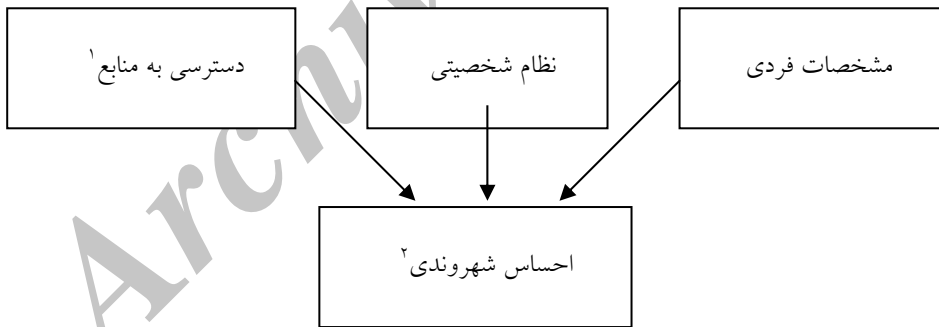 مشخصات فردی
نظام شخصیتی
دسترسی به منابع۱
احساس شهروندی۲